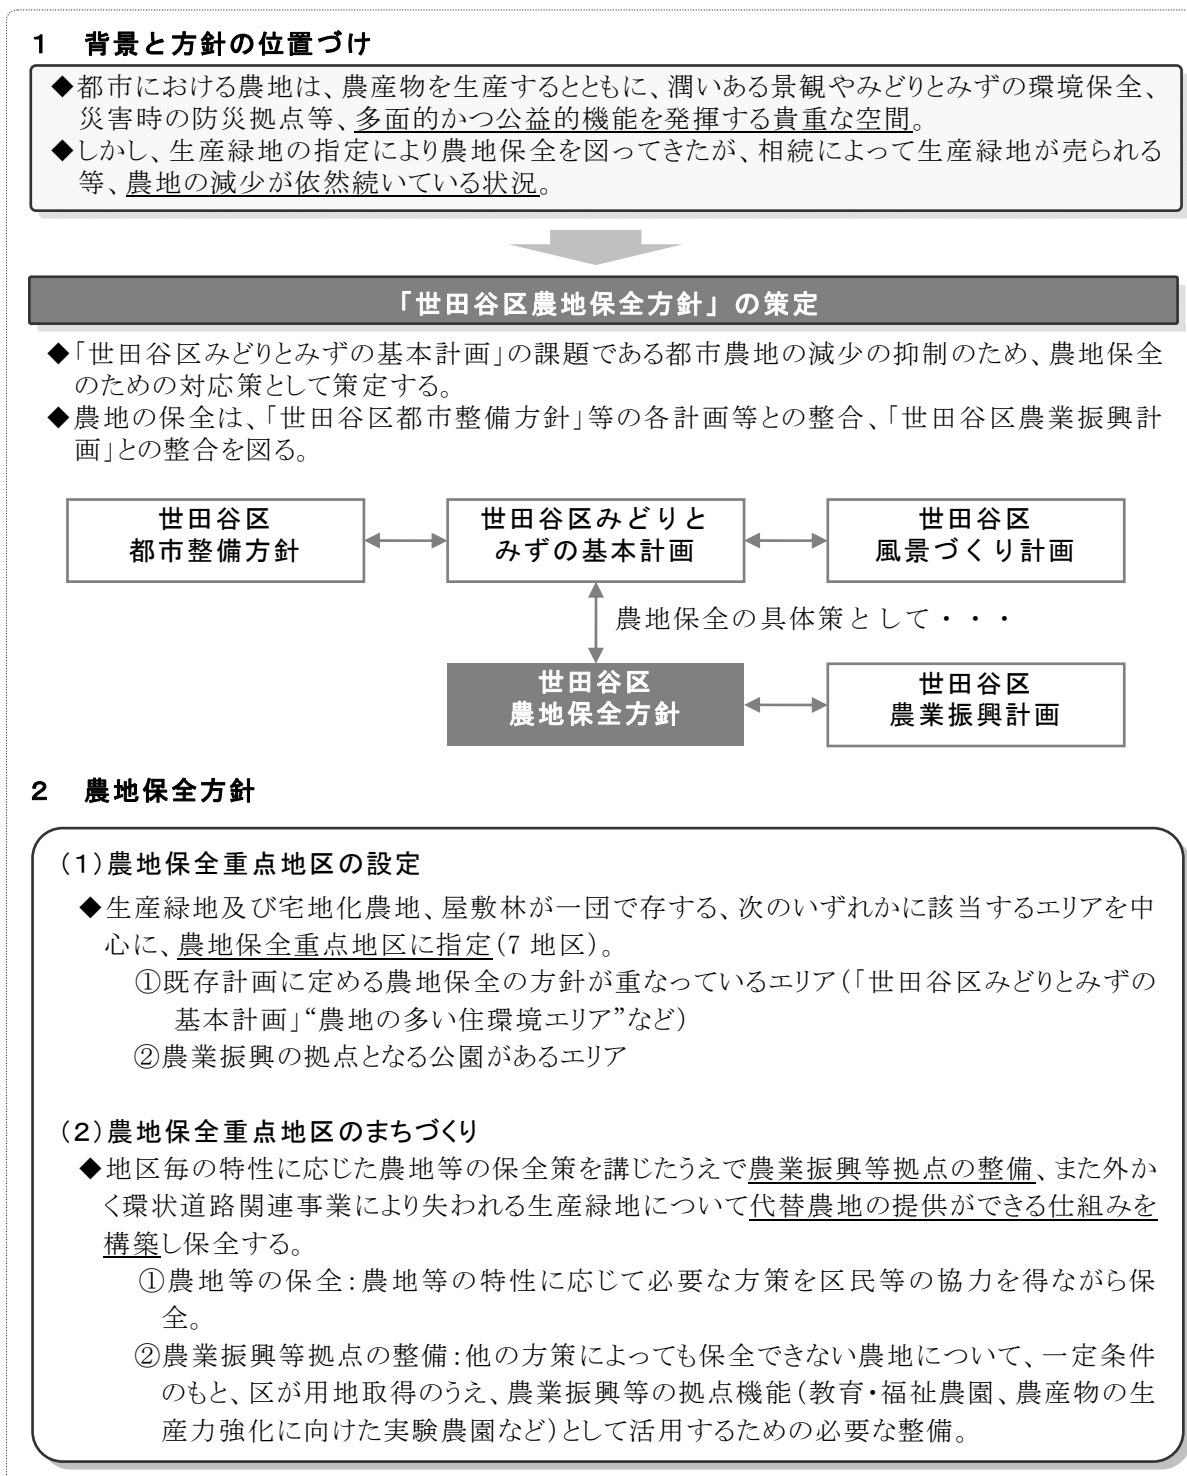 1 背景と方針の位置づけ
◆都市における農地は、農産物を生産するとともに、潤いある景観やみどりとみずの環境保全、
災害時の防災拠点等、多面的かつ公益的機能を発揮する貴重な空間。
◆しかし、生産緑地の指定により農地保全を図ってきたが、相続によって生産緑地が売られる
等、農地の減少が依然続いている状況。
「世田谷区農地保全方針」の策定
◆「世田谷区みどりとみずの基本計画」の課題である都市農地の減少の抑制のため、農地保全
のための対応策として策定する。
◆農地の保全は、「世田谷区都市整備方針」等の各計画等との整合、「世田谷区農業振興計
画」との整合を図る。
世田谷区
都市整備方針
世田谷区みどりと
みずの基本計画
世田谷区
風景づくり計画
農地保全の具体策として・・・
世田谷区
農地保全方針
世田谷区
農業振興計画
2 農地保全方針
(1)農地保全重点地区の設定
◆生産緑地及び宅地化農地、屋敷林が一団で存する、次のいずれかに該当するエリアを中
心に、農地保全重点地区に指定(7 地区)。
①既存計画に定める農地保全の方針が重なっているエリア(「世田谷区みどりとみずの
基本計画」“農地の多い住環境エリア”など)
②農業振興の拠点となる公園があるエリア
(2)農地保全重点地区のまちづくり
◆地区毎の特性に応じた農地等の保全策を講じたうえで農業振興等拠点の整備、また外か
く環状道路関連事業により失われる生産緑地について代替農地の提供ができる仕組みを
構築し保全する。
①農地等の保全:農地等の特性に応じて必要な方策を区民等の協力を得ながら保
全。
②農業振興等拠点の整備:他の方策によっても保全できない農地について、一定条件
のもと、区が用地取得のうえ、農業振興等の拠点機能(教育・福祉農園、農産物の生
産力強化に向けた実験農園など)として活用するための必要な整備。